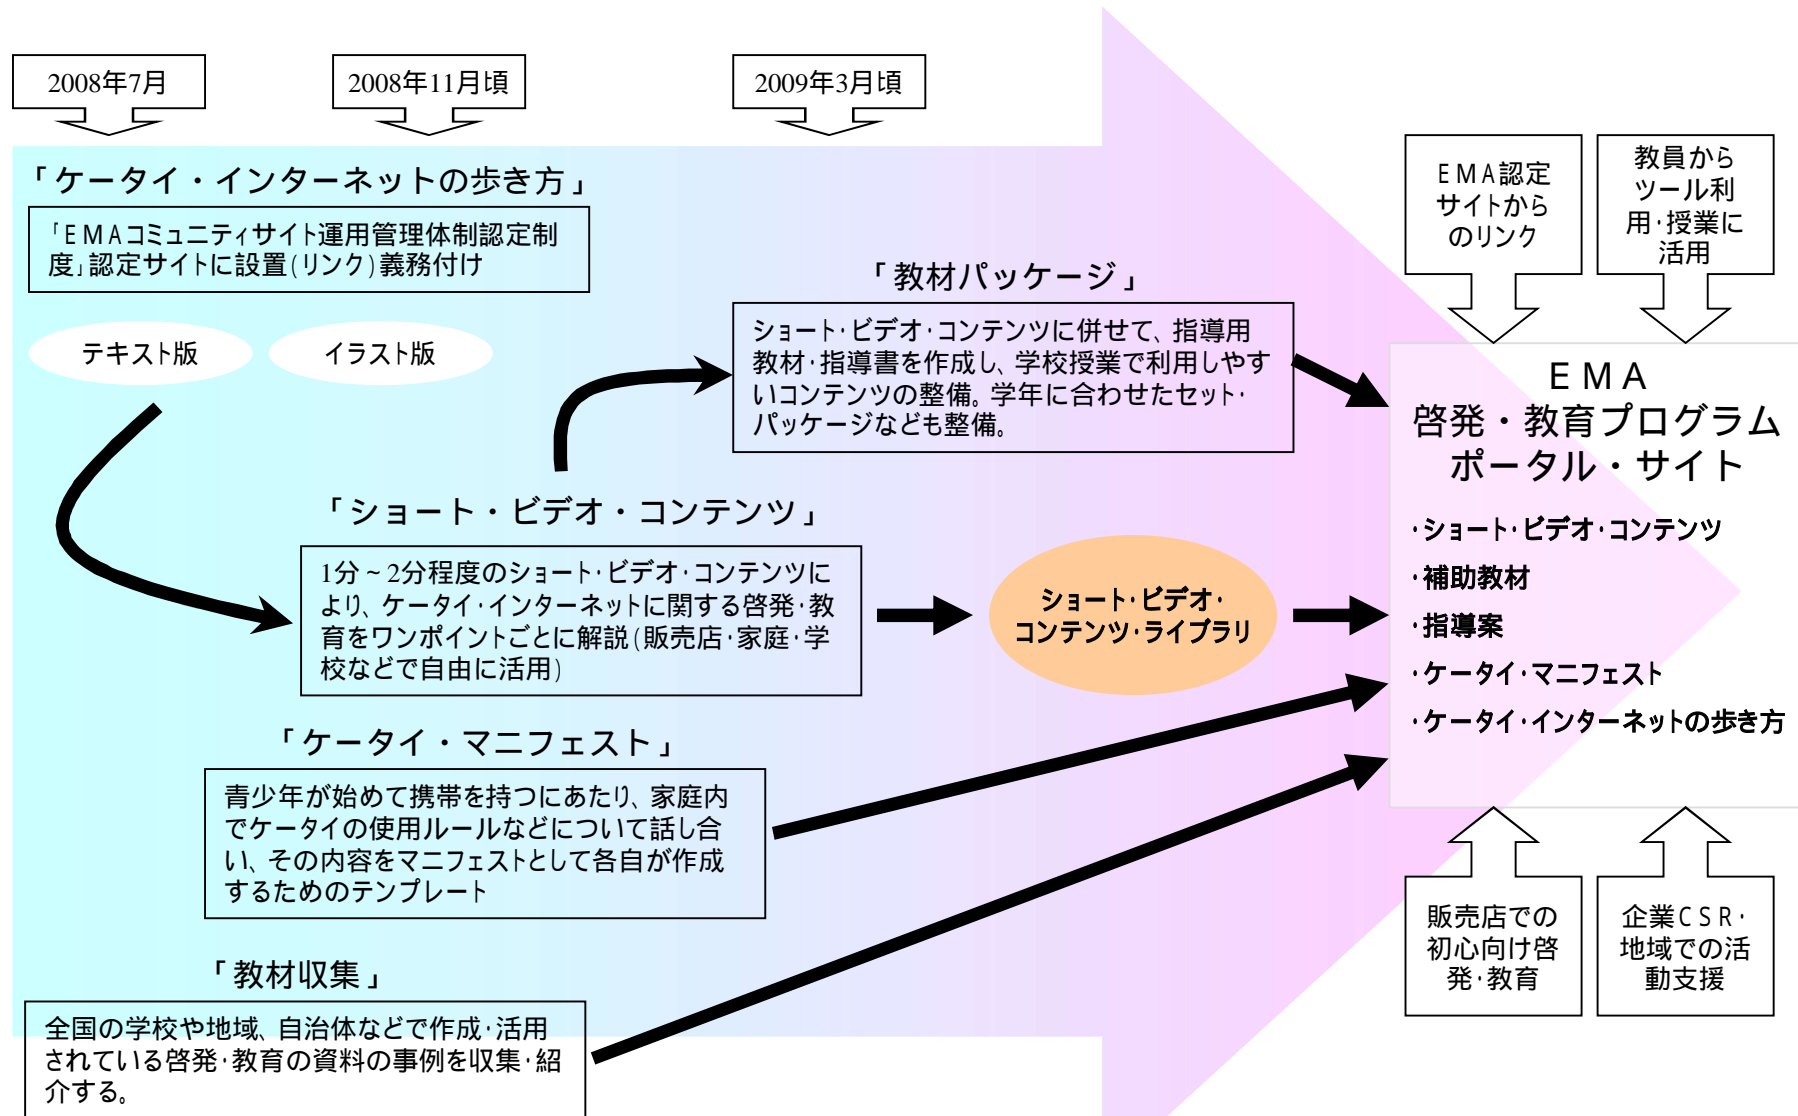 2008年7月
2008年11月頃
2009年3月頃
「ケータイ・インターネットの歩き方」
「EMAコミュニティサイト運用管理体制認定制
度」認定サイトに設置(リンク)義務付け
テキスト版
イラスト版
「教材パッケージ」
ショート・ビデオ・コンテンツに併せて、指導用
教材・指導書を作成し、学校授業で利用しやす
いコンテンツの整備。学年に合わせたセット・
パッケージなども整備。
「ショート・ビデオ・コンテンツ」
1分~2分程度のショート・ビデオ・コンテンツに
より、ケータイ・インターネットに関する啓発・教
育をワンポイントごとに解説(販売店・家庭・学
校などで自由に活用)
ショート・ビデオ・
コンテンツ・ライブラリ
「ケータイ・マニフェスト」
青少年が始めて携帯を持つにあたり、家庭内
でケータイの使用ルールなどについて話し合
い、その内容をマニフェストとして各自が作成
するためのテンプレート
「教材収集」
全国の学校や地域、自治体などで作成・活用
されている啓発・教育の資料の事例を収集・紹
介する。
EMA認定
サイトから
のリンク
教員から
ツール利
用・授業に
活用
EMA
啓発・教育プログラム
ポータル・サイト
・ショート・ビデオ・コンテンツ
・補助教材
・指導案
・ケータイ・マニフェスト
・ケータイ・インターネットの歩き方
販売店での
初心向け啓
発・教育
企業CSR・
地域での活
動支援